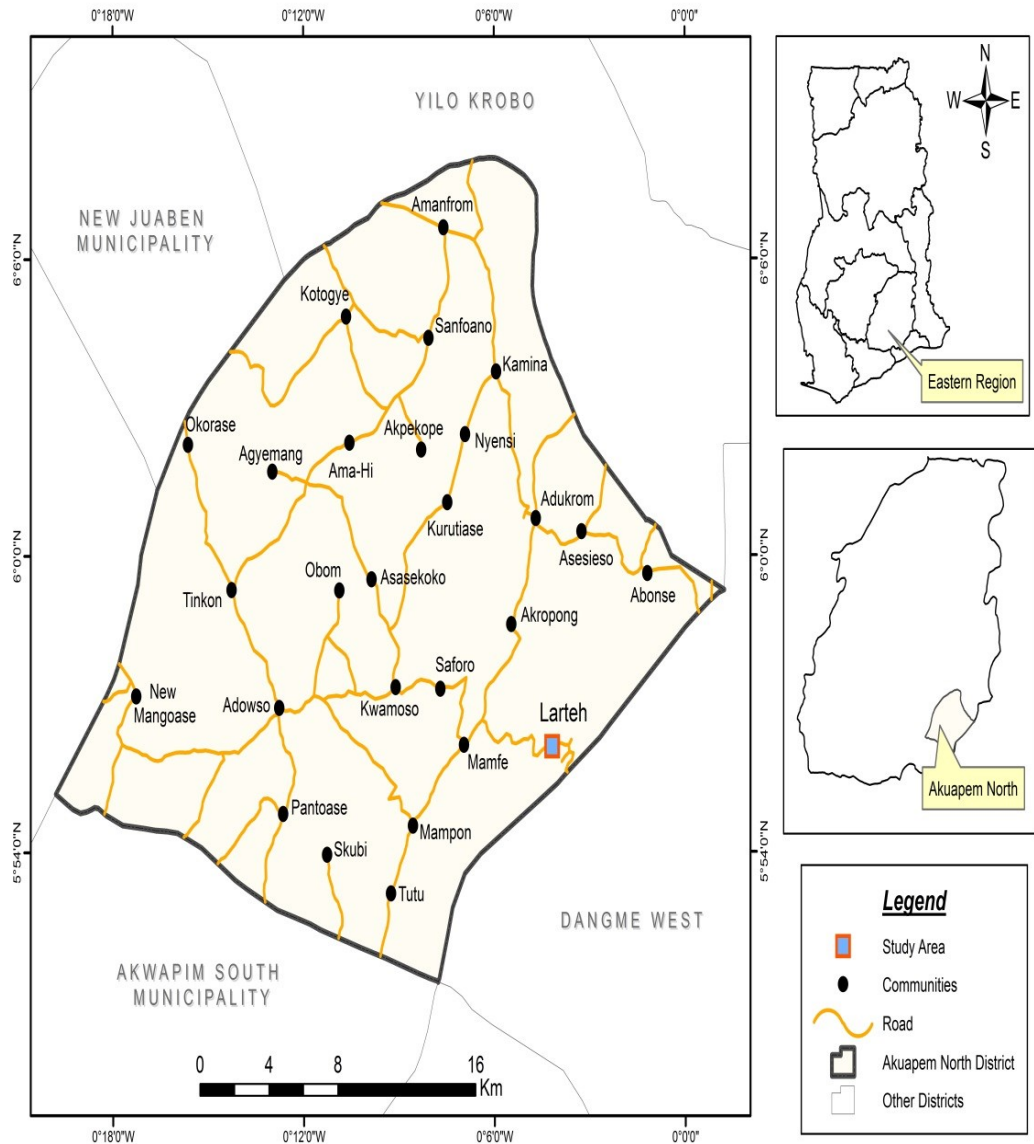 0°18'0"W
0°12'0"W
0°6'0"W
0°0'0"
6°6'0"N
6°0'0"N
5°54'0"N
YILO KROBO
NEW JUABEN
MUNICIPALITY
Amanfrom
Kotogye
Sanfoano
Kamina
Okorase
Agyemang
Ama-Hi
Akpekope
Nyensi
Kurutiase
Adukrom
Asesieso
Abonse
Tinkon
Obom
Asasekoko
Akropong
New
Mangoase
Adowso
Kwamoso
Saforo
Larteh
Mamfe
Pantoase
Skubi
Mampon
Tutu
DANGME WEST
AKWAPIM SOUTH
MUNICIPALITY
0 4 8 16
Km
6°6'0"N
6°0'0"N
5°54'0"N
0°18'0"W
0°12'0"W
0°6'0"W
0°0'0"
N
W E
S
Eastern Region
Akuapem North
Legend
Study Area
Communities
Road
Akuapem North District
Other Districts